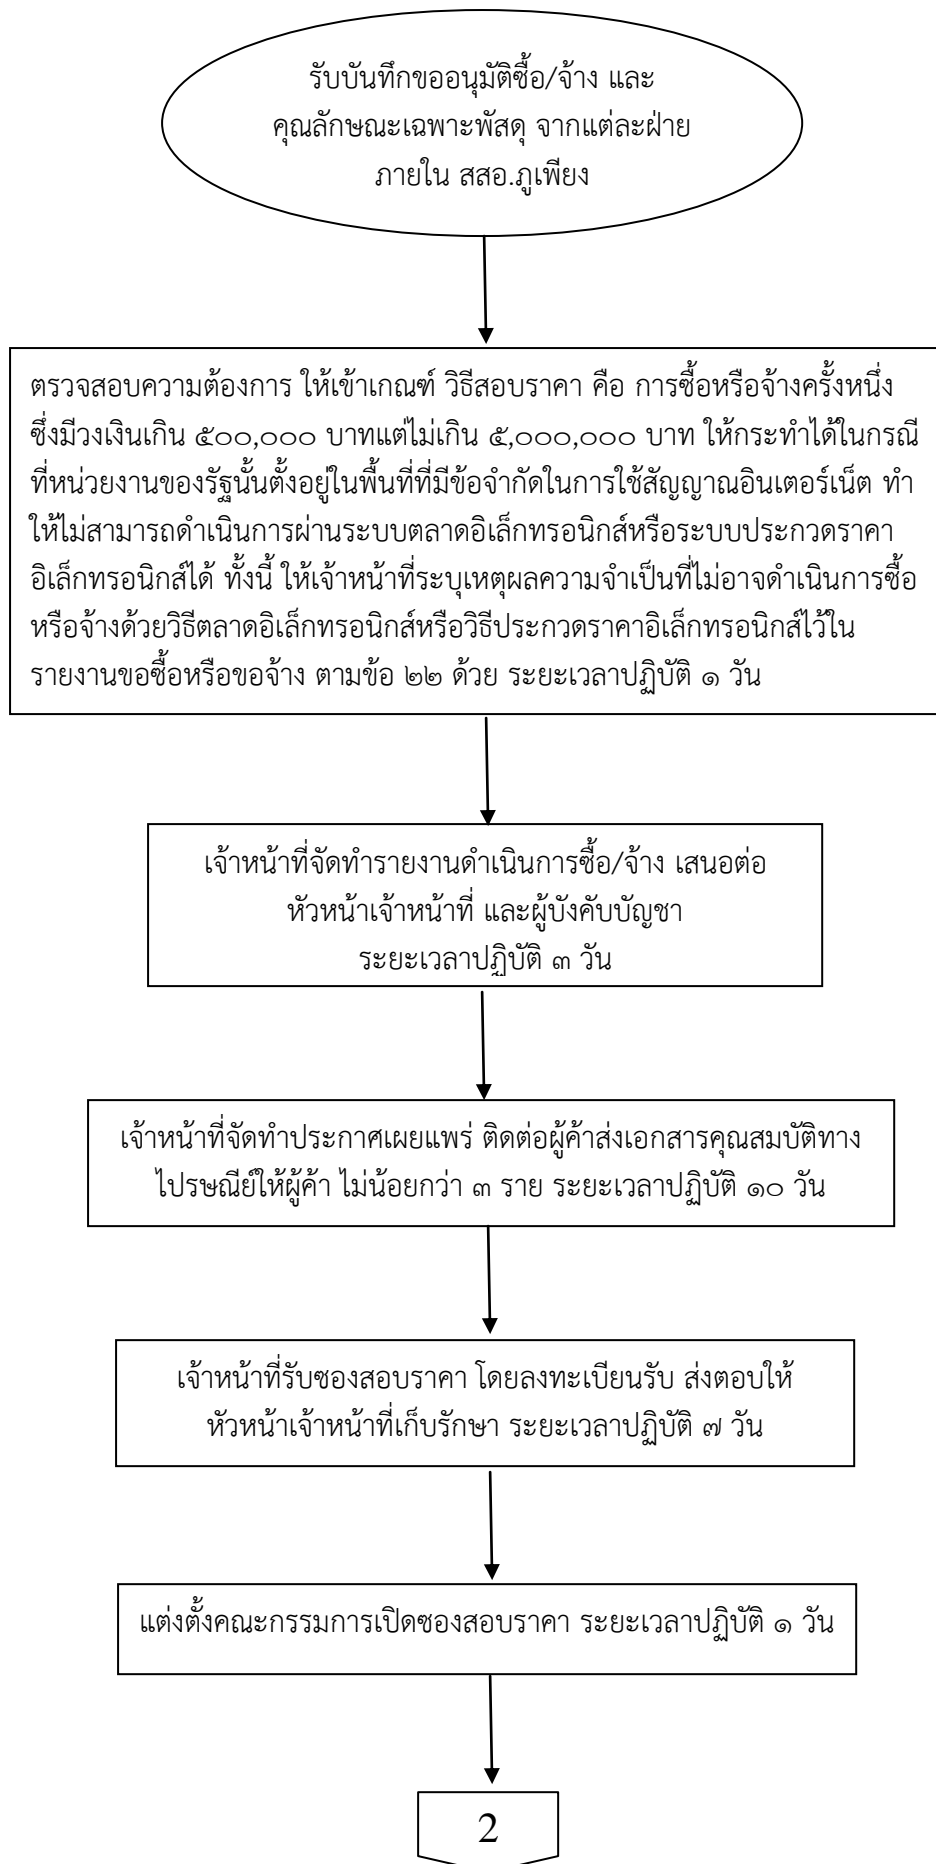 รับบันทึกขออนุมัติซื้อ/จ้าง และ
คุณลักษณะเฉพาะพัสดุ จากแต่ละฝ่าย
ภายใน สสอ.ภูเพียง
ตรวจสอบความต้องการ ให้เข้าเกณฑ์ วิธีสอบราคา คือ การซื้อหรือจ้างครั้งหนึ่ง
ซึ่งมีวงเงินเกิน ๕๐๐,๐๐๐ บาทแต่ไม่เกิน ๕,๐๐๐,๐๐๐ บาท ให้กระทำได้ในกรณี
ที่หน่วยงานของรัฐนั้นตั้งอยู่ในพื้นที่ที่มีข้อจำกัดในการใช้สัญญาณอินเตอร์เน็ต ทำ
ให้ไม่สามารถดำเนินการผ่านระบบตลาดอิเล็กทรอนิกส์หรือระบบประกวดราคา
อิเล็กทรอนิกส์ได้ ทั้งนี้ ให้เจ้าหน้าที่ระบุเหตุผลความจำเป็นที่ไม่อาจดำเนินการซื้อ
หรือจ้างด้วยวิธีตลาดอิเล็กทรอนิกส์หรือวิธีประกวดราคาอิเล็กทรอนิกส์ไว้ใน
รายงานขอซื้อหรือขอจ้าง ตามข้อ ๒๒ ด้วย ระยะเวลาปฏิบัติ ๑ วัน
เจ้าหน้าที่จัดทำรายงานดำเนินการซื้อ/จ้าง เสนอต่อ
หัวหน้าเจ้าหน้าที่ และผู้บังคับบัญชา
ระยะเวลาปฏิบัติ ๓ วัน
เจ้าหน้าที่จัดทำประกาศเผยแพร่ ติดต่อผู้ค้าส่งเอกสารคุณสมบัติทาง
ไปรษณีย์ให้ผู้ค้า ไม่น้อยกว่า ๓ ราย ระยะเวลาปฏิบัติ ๑๐ วัน
เจ้าหน้าที่รับซองสอบราคา โดยลงทะเบียนรับ ส่งตอบให้
หัวหน้าเจ้าหน้าที่เก็บรักษา ระยะเวลาปฏิบัติ ๗ วัน
แต่งตั้งคณะกรรมการเปิดซองสอบราคา ระยะเวลาปฏิบัติ ๑ วัน
2